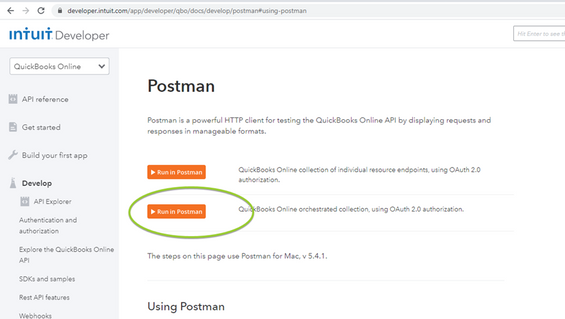 developer.intuit.com/app/developer/qbo/docs/develop/postman#using-postman
ıntuıt Developer
Hit Enter to see th
QuickBooks Online
API reference
Get started
Build your first app
Develop
API Explorer
Authentication and
authorization
Explore the QuickBooks Online
API
SDKs and samples
Rest API features
Webhooks
Postman
Postman is a powerful HTTP client for testing the QuickBooks Online API by displaying requests and
responses in manageable formats.
Run in Postman
QuickBooks Online collection of individual resource endpoints, using OAuth 2.0
authorization.
Run in Postman
QuickBooks Online orchestrated collection, using OAuth 2.0 authorization.
The steps on this page use Postman for Mac, v 5.4.1.
Using Postman